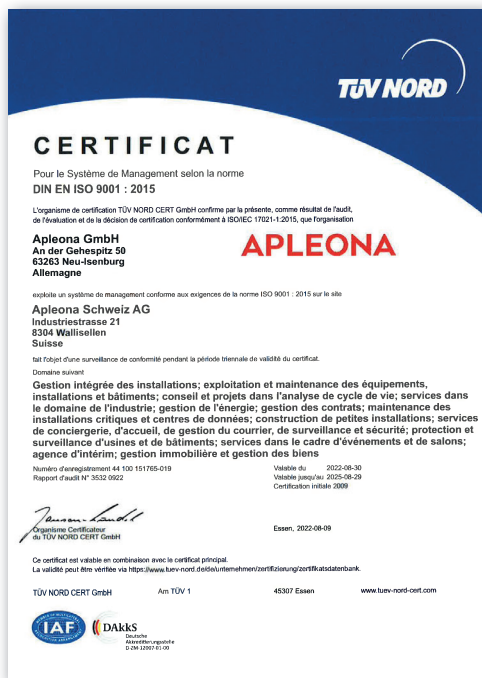 TÜV NORD
CERTIFICAT
Pour le Système de Management selon la norme
DIN EN ISO 9001 : 2015
L'organisme de certification TÜV NORD CERT GmbH confirme par la présente, comme résultat de l'audit,
de l'évaluation et de la décision de certification conformément à ISO/IEC 17021-1:2015, que l'organisation
Apleona GmbH
An der Gehespitz 50
63263 Neu-Isenburg
Allemagne
APLEONA
exploite un système de management conforme aux exigences de la norme ISO 9001 : 2015 sur le site
Apleona Schweiz AG
Industriestrasse 21
8304 Wallisellen
Suisse
fait l'objet d'une surveillance de conformité pendant la période triennale de validité du certificat.
Domaine suivant
Gestion intégrée des installations; exploitation et maintenance des équipements,
installations et bâtiments; conseil et projets dans l'analyse de cycle de vie; services dans
le domaine de l'industrie; gestion de l'énergie; gestion des contrats; maintenance des
installations critiques et centres de données; construction de petites installations; services
de conciergerie, d'accueil, de gestion du courrier, de surveillance et sécurité; protection et
surveillance d'usines et de bâtiments; services dans le cadre d'événements et de salons;
agence d'intérim; gestion immobilière et gestion des biens
Numéro d'enregistrement 44 100 151765-019
Rapport d'audit N° 3532 0922
Valable du 2022-08-30
Valable jusqu'au 2025-08-29
Certification initiale 2009
Organisme Certificateur
du TÜV NORD CERT GmbH
Essen, 2022-08-09
Ce certificat est valable en combinaison avec le certificat principal.
La validité peut être vérifiée via https://www.tuev-nord.de/de/unternehmen/zertifizierung/zertifikatsdatenbank.
TÜV NORD CERT GmbH Am TÜV 1 45307 Essen www.tuev-nord-cert.com
IAF
DAkkS
Deutsche
Akkreditierungsstelle
D-ZM-12007-01-00